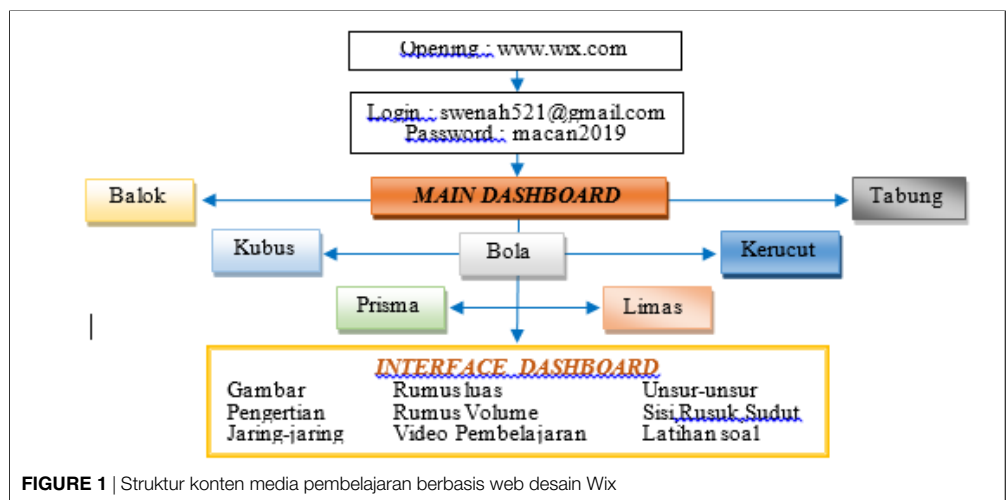 Opening : www.wix.com
Login : swenah521@gmail.com
Password : macan2019
MAIN DASHBOARD
Balok
Tabung
Kubus
Bola
Kerucut
Prisma
Limas
INTERFACE DASHBOARD
Gambar Rumus luas Unsur-unsur
Pengertian Rumus Volume Sisi,Rusuk,Sudut
Jaring-jaring Video Pembelajaran Latihan soal
FIGURE 1 | Struktur konten media pembelajaran berbasis web desain Wix